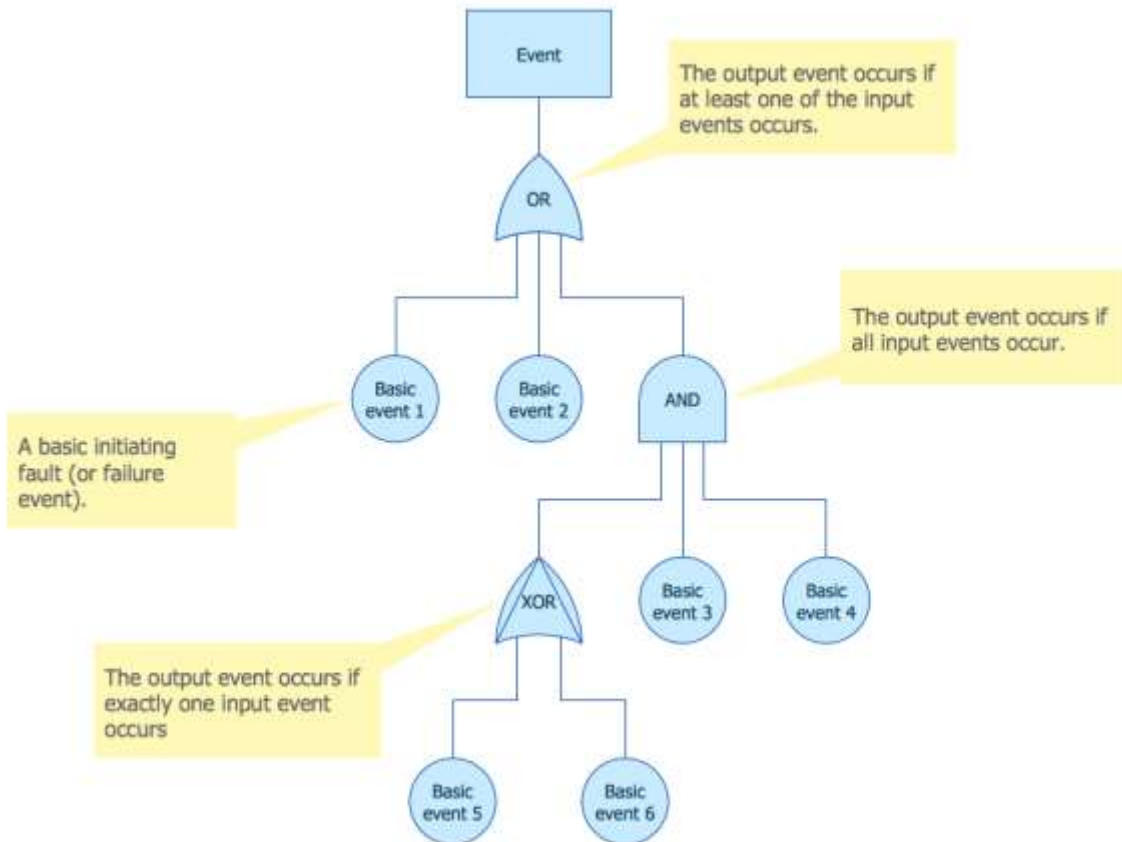 Event
The output event occurs if
at least one of the input
events occurs.
OR
The output event occurs if
all input events occur.
Basic
event 1
Basic
event 2
AND
A basic initiating
fault (or failure
event).
XOR
Basic
event 3
Basic
event 4
The output event occurs if
exactly one input event
occurs
Basic
event 5
Basic
event 6